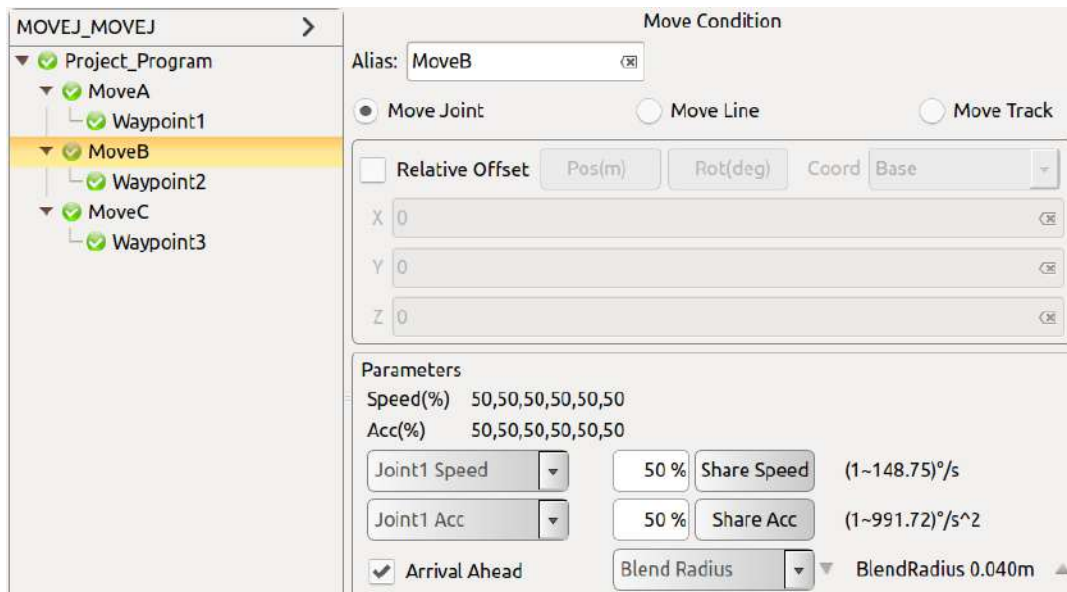 MOVEJ_MOVEJ
Project_Program
MoveA
Waypoint1
MoveB
Waypoint2
MoveC
Waypoint3
Move Condition
Alias: MoveB
Move Joint Move Line Move Track
Relative Offset Pos(m) Rot(deg) Coord Base
X 0
Y 0
Z 0
Parameters
Speed(%) 50,50,50,50,50,50
Acc(%) 50,50,50,50,50,50
Joint1 Speed 50 % Share Speed (1~148.75)°/s
Joint1 Acc 50 % Share Acc (1~991.72)°/s^2
Arrival Ahead Blend Radius BlendRadius 0.040m